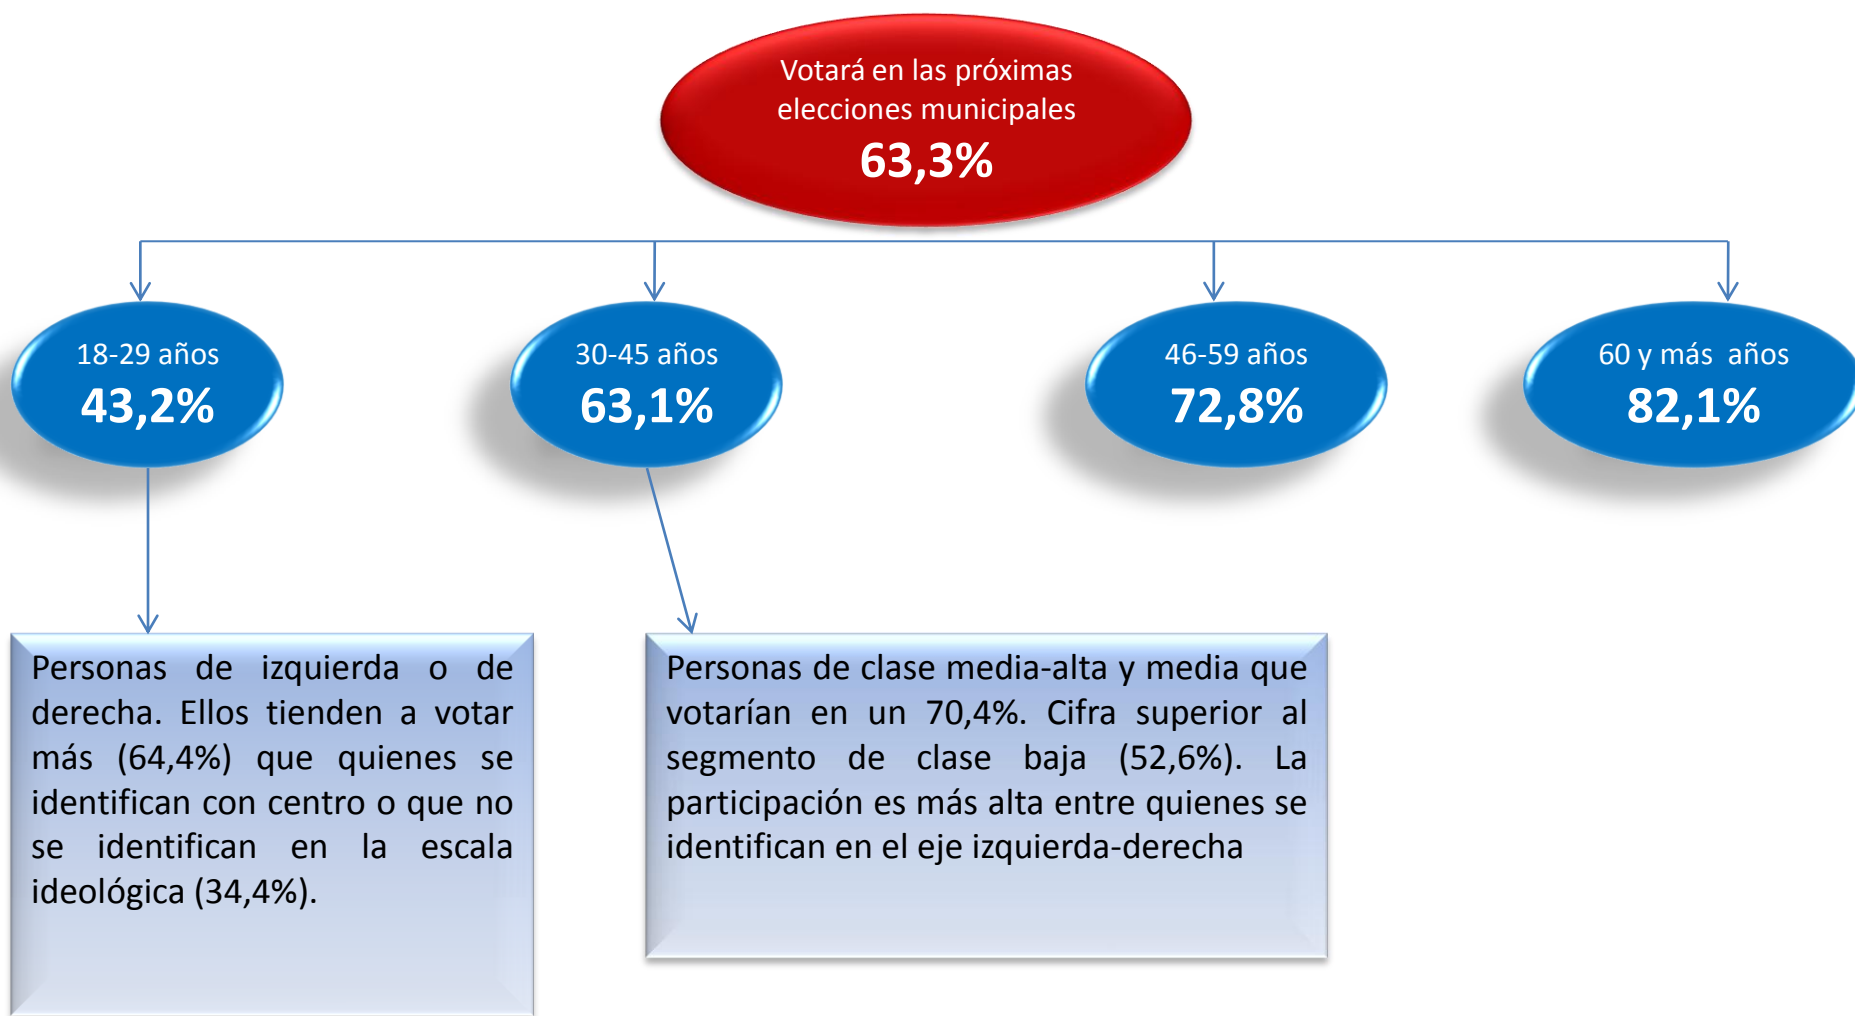 Votará en las próximas
elecciones municipales
63,3%
18-29 años
43,2%
30-45 años
63,1%
46-59 años
72,8%
60 y más  años
82,1%
Personas de izquierda o de
derecha. Ellos tienden a votar
más (64,4%) que quienes se
identifican con centro o que no
se identifican en la escala
ideológica (34,4%).
Personas de clase media-alta y media que
votarían en un 70,4%. Cifra superior al
segmento de clase baja (52,6%). La
participación es más alta entre quienes se
identifican en el eje izquierda-derecha